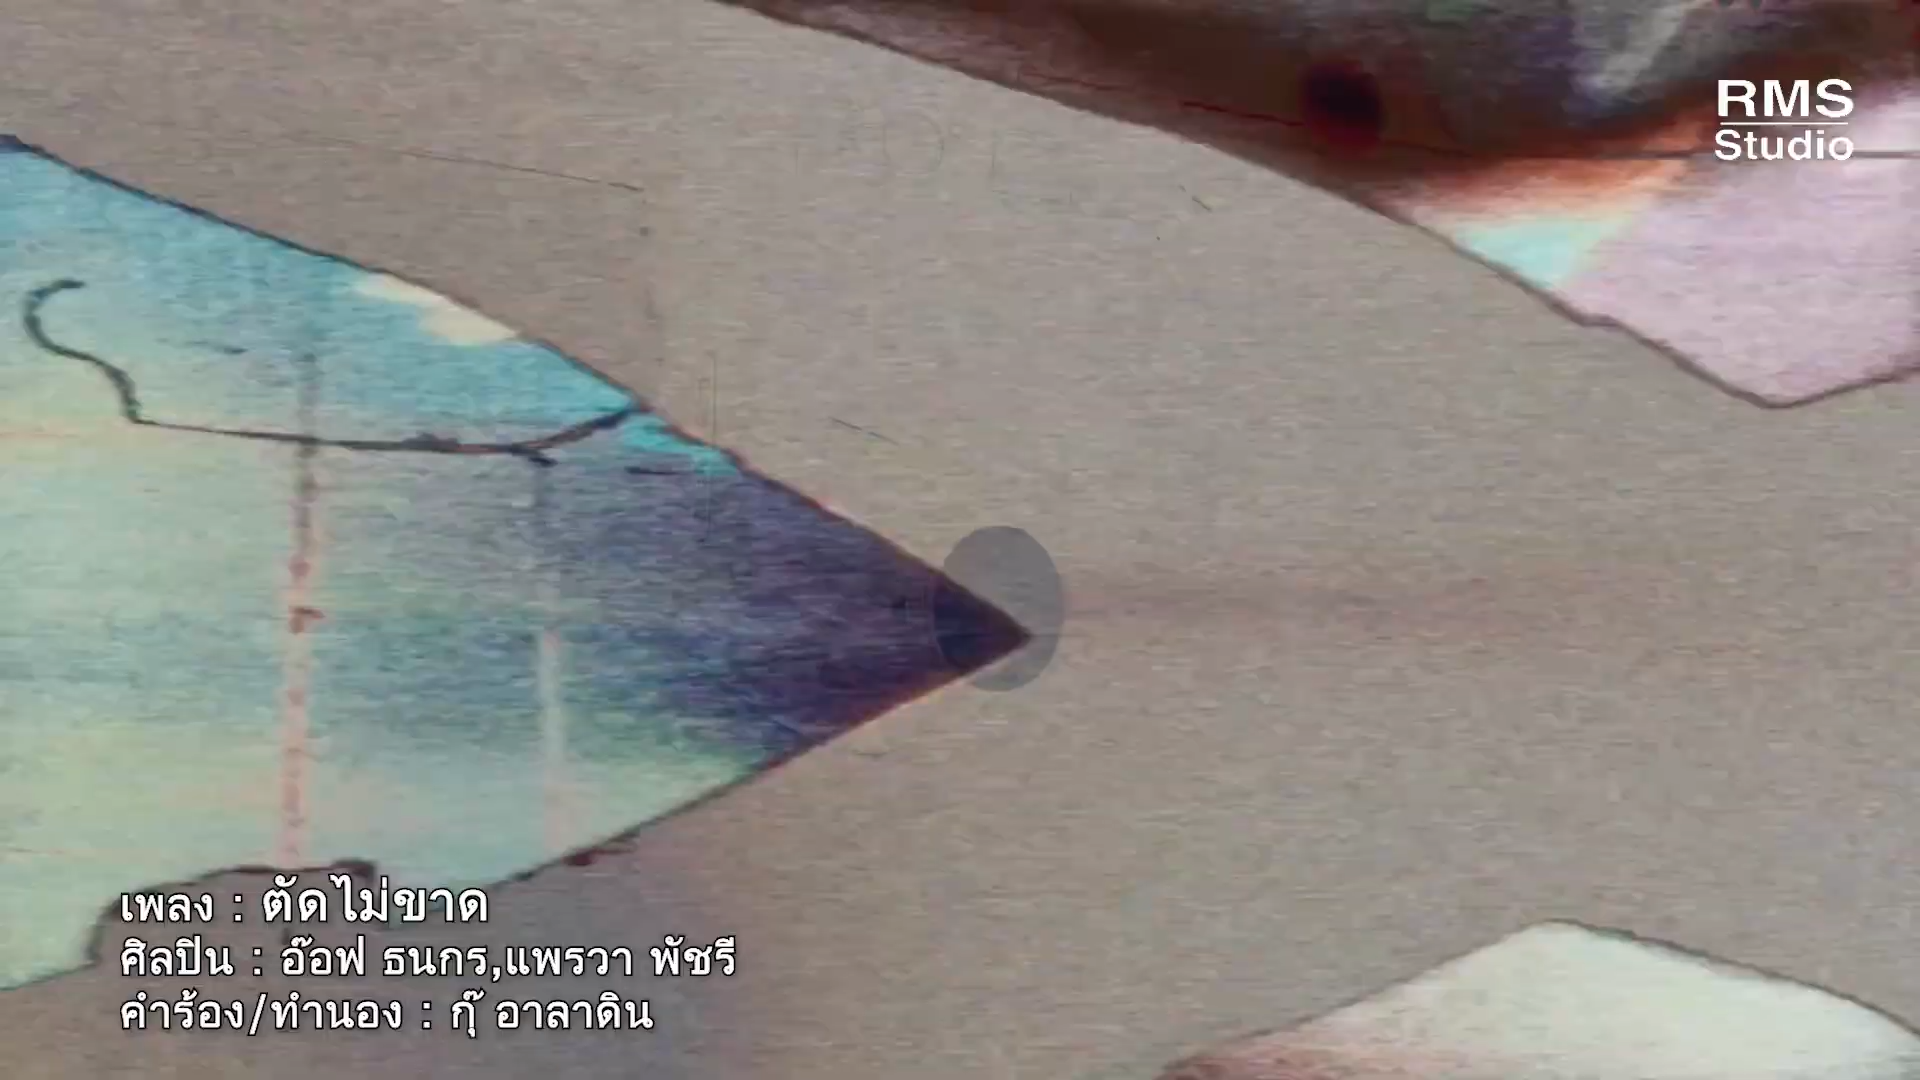 RMS
Studio
เพลง : ตัดไม่ขาด
ศิลปิน : อ๊อฟ ธนกร,แพรวา พัชรี
คำร้อง/ทำนอง : กุ๊ อาลาดิน